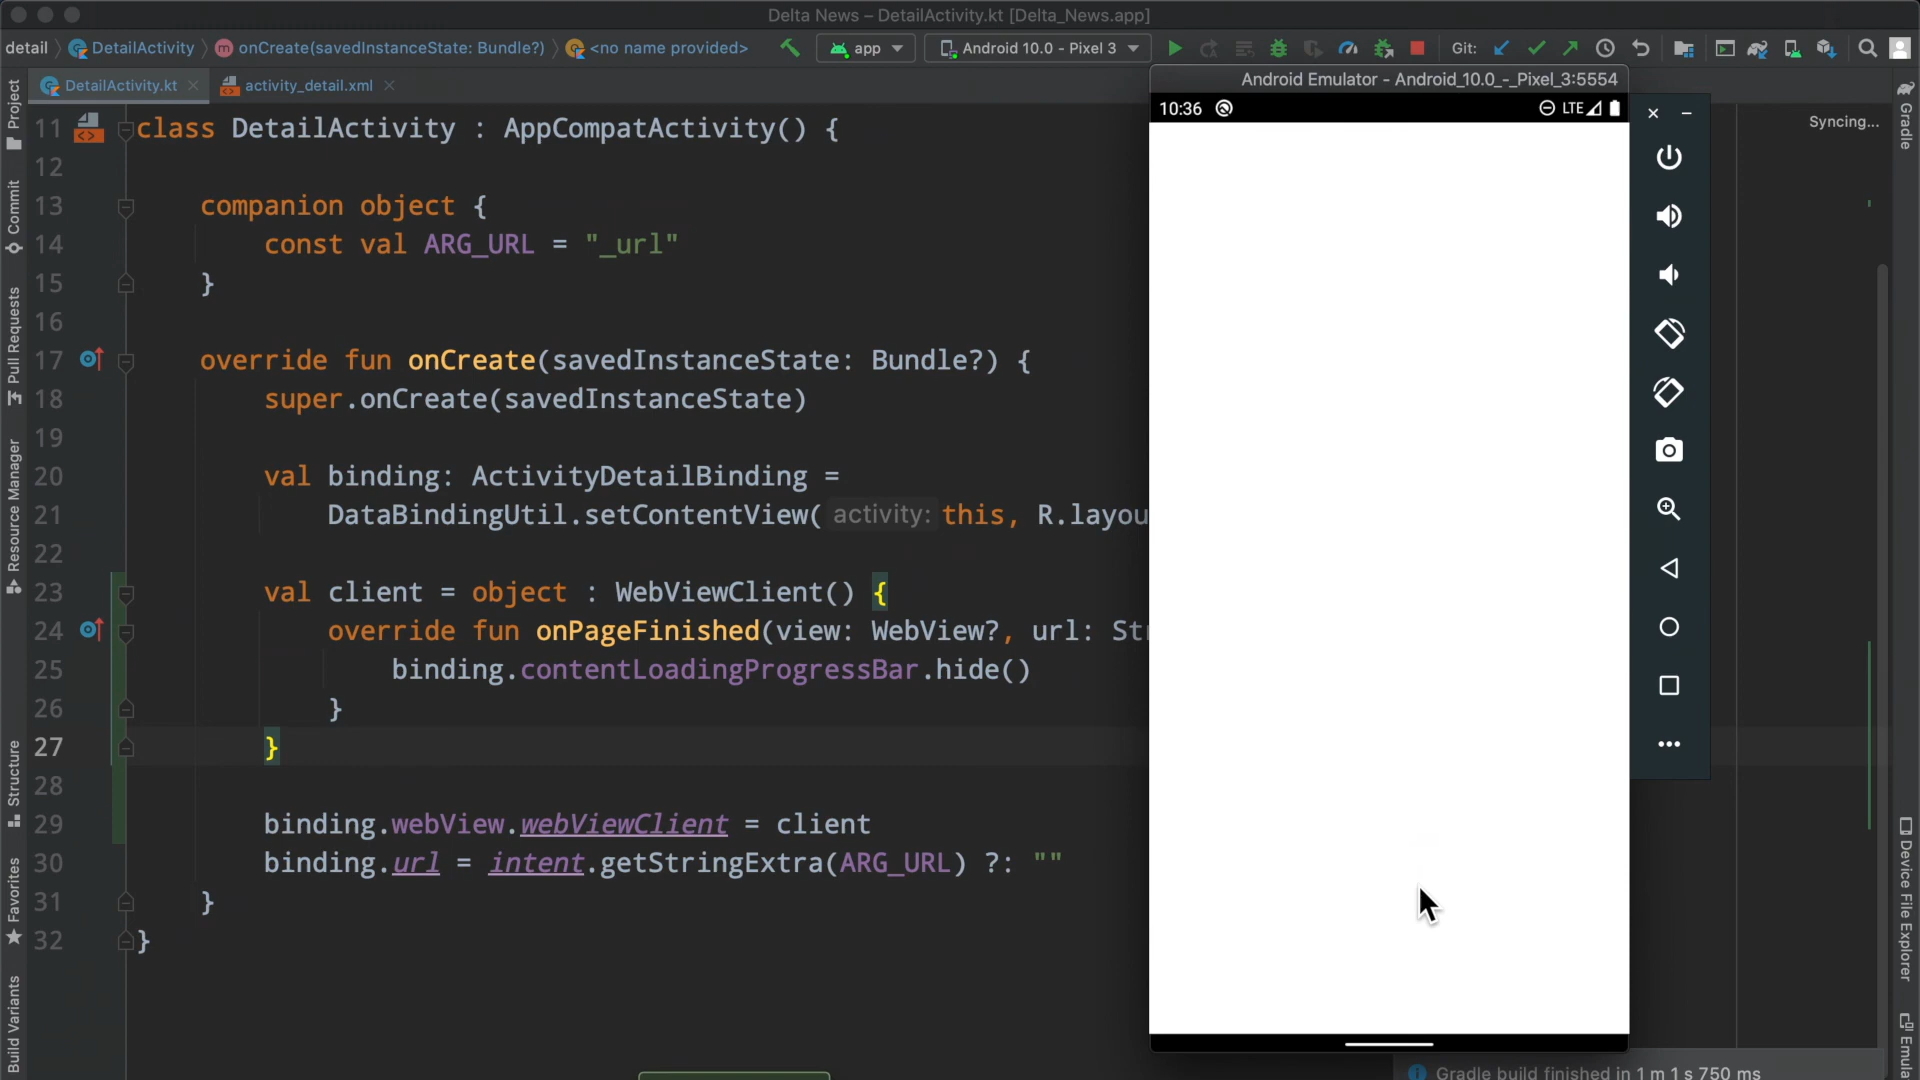 Delta News – DetailActivity.kt [Delta_News.app]
detail DetailActivity onCreate(savedInstanceState: Bundle?) <no name provided> app Android 10.0 - Pixel 3 Git:
DetailActivity.kt activity_detail.xml
Android Emulator - Android_10.0_-_Pixel_3:5554
10:36 LTE
Syncing...
11 class DetailActivity : AppCompatActivity() {
12
13 companion object {
14 const val ARG_URL = "_url"
15 }
16
17 override fun onCreate(savedInstanceState: Bundle?) {
18 super.onCreate(savedInstanceState)
19
20 val binding: ActivityDetailBinding =
21 DataBindingUtil.setContentView( activity: this, R.layou
22
23 val client = object : WebViewClient() {
24 override fun onPageFinished(view: WebView?, url: St
25 binding.contentLoadingProgressBar.hide()
26 }
27 }
28
29 binding.webView.webViewClient = client
30 binding.url = intent.getStringExtra(ARG_URL) ?: ""
31 }
32 }
Project
Commit
Pull Requests
Resource Manager
Structure
Favorites
Build Variants
Gradle
Device File Explorer
Emula
Gradle build finished in 1 m 1 s 750 ms